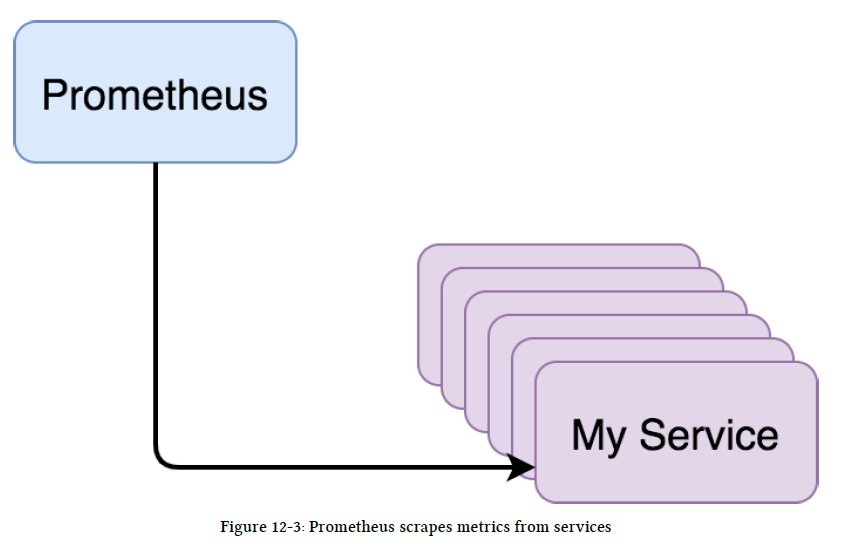 Prometheus
My Service
Figure 12-3: Prometheus scrapes metrics from services